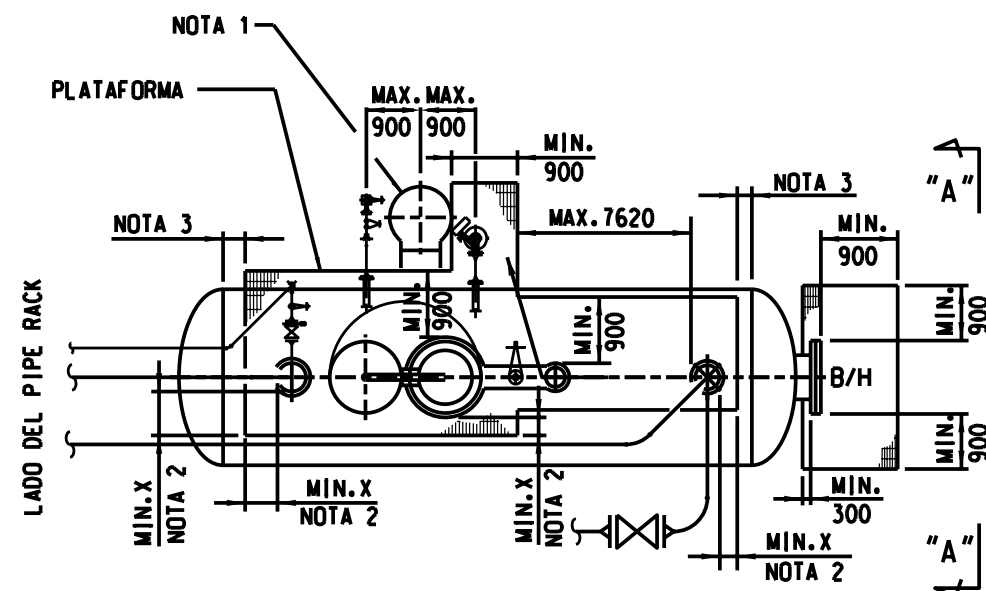 NOTA 1
PLATAFORMA
MAX. MAX.
900 900
MIN.
900
"A"
NOTA 3
NOTA 3
MAX.7620
MIN.
900
LADO DEL PIPE RACK
MIN.
900
MIN.
900
MIN.
900
B/H
MIN.
900
MIN.X
NOTA 2
MIN.X
NOTA 2
MIN.X
NOTA 2
MIN.
300
MIN.X
NOTA 2
"A"